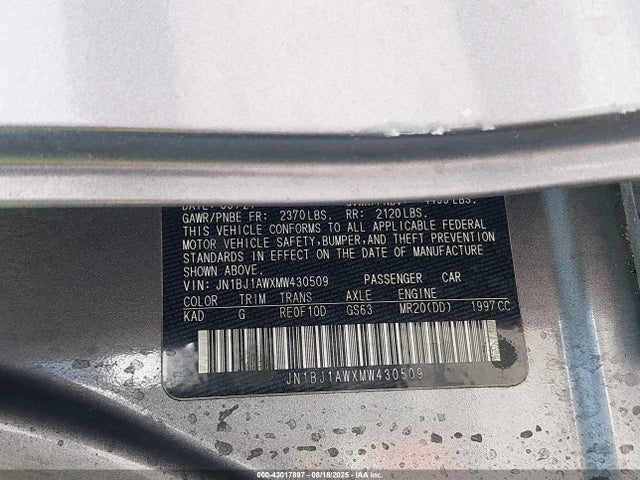 GAWR/PNBE FR: 2370LBS. RR: 2120LBS.
THIS VEHICLE CONFORMS TO ALL APPLICABLE FEDERAL
MOTOR VEHICLE SAFETY,BUMPER,AND THEFT PREVENTION
STANDARDS IN EFFECT ON THE DATE OF MANUFACTURE
SHOWN ABOVE.
VIN: JN1BJ1AWXMW430509 PASSENGER CAR
COLOR TRIM TRANS AXLE ENGINE
KAD G RE0F10D GS63 MR20(DD) 1997CC
JN1BJ1AWXMW430509
©-00-43017897 - 08/18/2025 - IAA Inc.